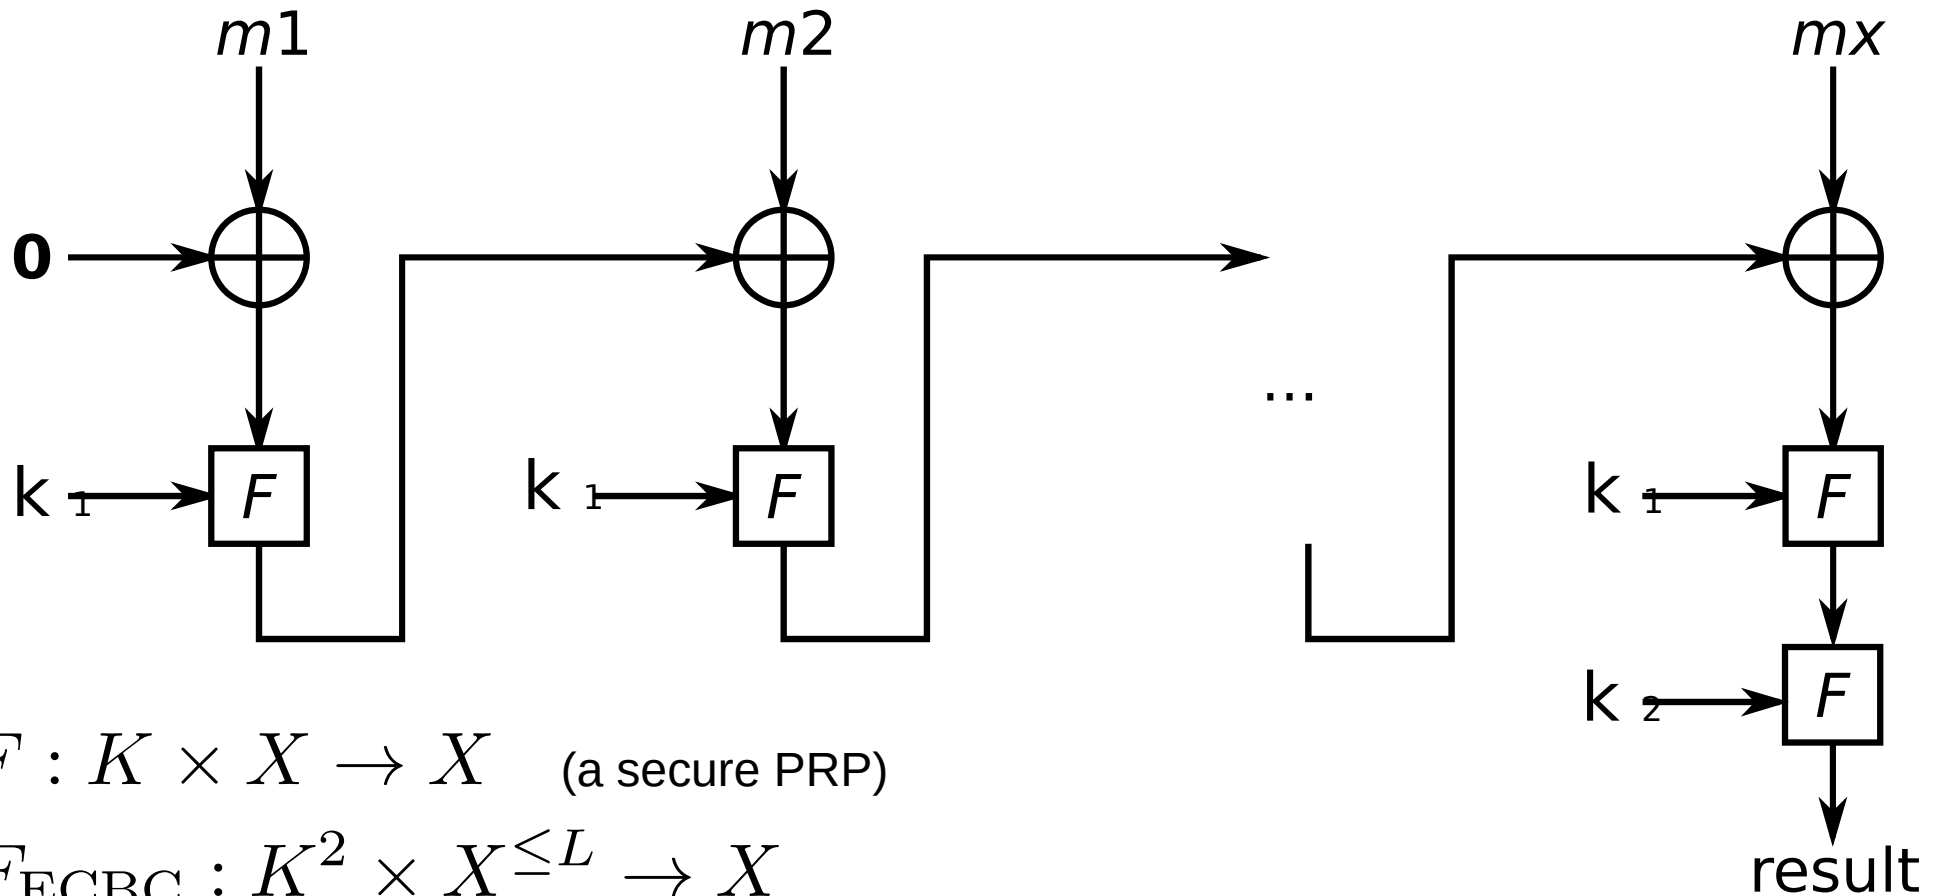 m1 m2 mx
0
...
k 1 F k 1 F k 1 F
k 2 F
F : K × X → X (a secure PRP)
F_ECBC : K^2 × X^≤L → X
result